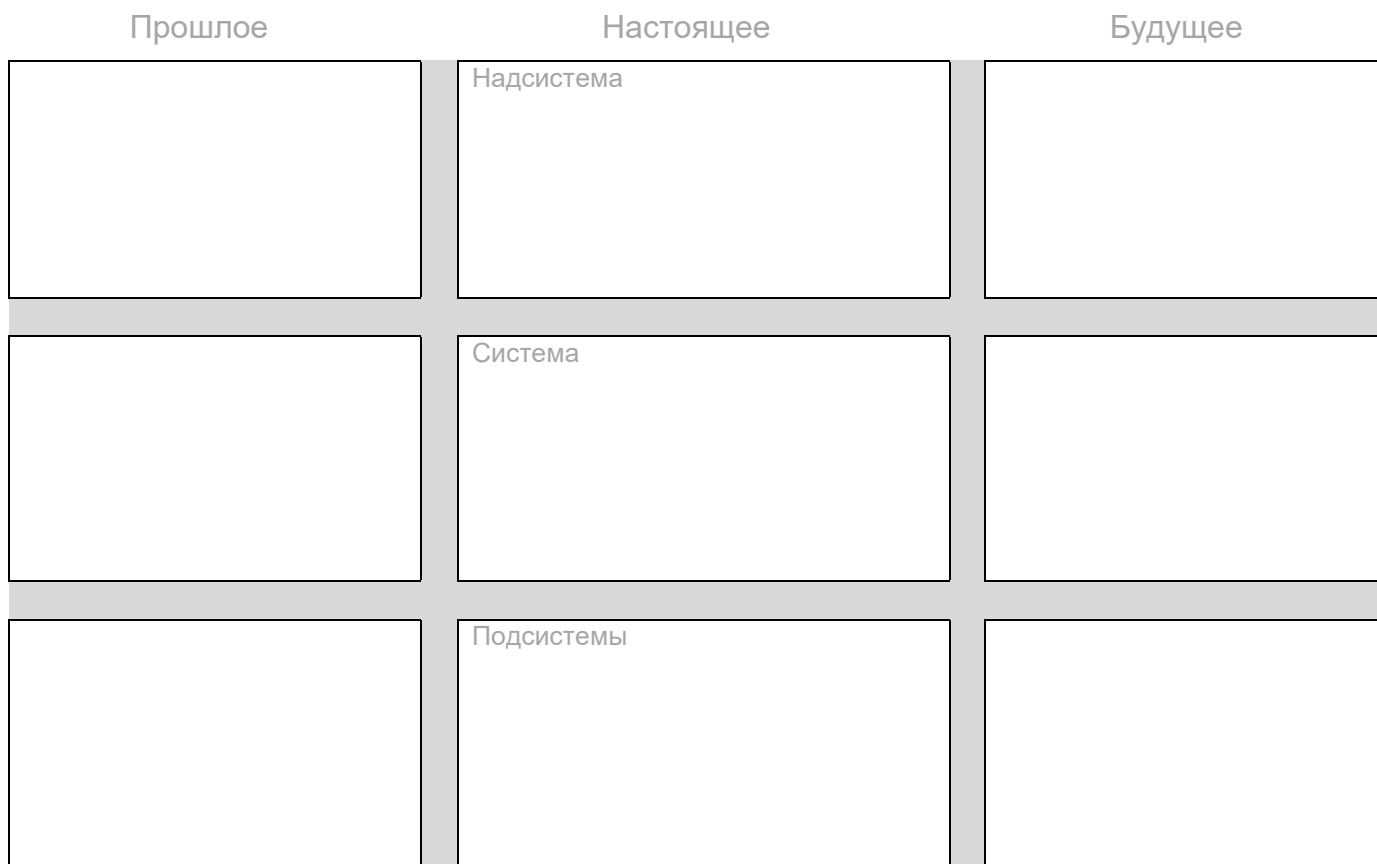 Прошлое
Настоящее
Будущее
Надсистема
Система
Подсистемы